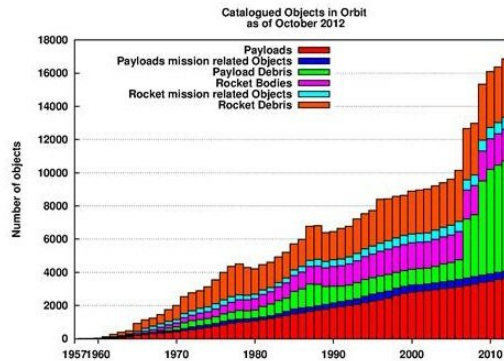 Catalogued Objects in Orbit
as of October 2012
18000
16000
14000
12000
10000
8000
6000
4000
2000
0
Number of objects
Payloads
Payloads mission related Objects
Payload Debris
Rocket Bodies
Rocket mission related Objects
Rocket Debris
1957 1960 1970 1980 1990 2000 2010